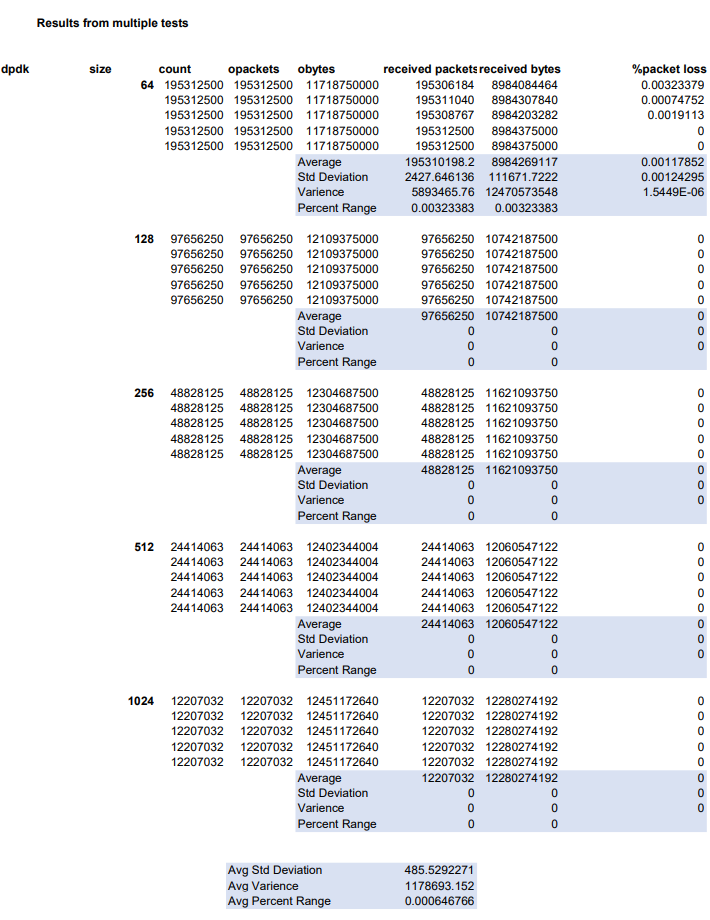 Results from multiple tests
dpdk size count opackets obytes received packets received bytes %packet loss
64 195312500 195312500 11718750000 195306184 8984084464 0.00323379
195312500 195312500 11718750000 195311040 8984307840 0.00074752
195312500 195312500 11718750000 195308767 8984203282 0.0019113
195312500 195312500 11718750000 195312500 8984375000 0
195312500 195312500 11718750000 195312500 8984375000 0
Average 195310198.2 8984269117 0.00117852
Std Deviation 2427.646136 111671.7222 0.00124295
Varience 5893465.76 12470573548 1.5449E-06
Percent Range 0.00323383 0.00323383
128 97656250 97656250 12109375000 97656250 10742187500 0
97656250 97656250 12109375000 97656250 10742187500 0
97656250 97656250 12109375000 97656250 10742187500 0
97656250 97656250 12109375000 97656250 10742187500 0
97656250 97656250 12109375000 97656250 10742187500 0
Average 97656250 10742187500 0
Std Deviation 0 0 0
Varience 0 0 0
Percent Range 0 0
256 48828125 48828125 12304687500 48828125 11621093750 0
48828125 48828125 12304687500 48828125 11621093750 0
48828125 48828125 12304687500 48828125 11621093750 0
48828125 48828125 12304687500 48828125 11621093750 0
48828125 48828125 12304687500 48828125 11621093750 0
Average 48828125 11621093750 0
Std Deviation 0 0 0
Varience 0 0 0
Percent Range 0 0
512 24414063 24414063 12402344004 24414063 12060547122 0
24414063 24414063 12402344004 24414063 12060547122 0
24414063 24414063 12402344004 24414063 12060547122 0
24414063 24414063 12402344004 24414063 12060547122 0
24414063 24414063 12402344004 24414063 12060547122 0
Average 24414063 12060547122 0
Std Deviation 0 0 0
Varience 0 0 0
Percent Range 0 0
1024 12207032 12207032 12451172640 12207032 12280274192 0
12207032 12207032 12451172640 12207032 12280274192 0
12207032 12207032 12451172640 12207032 12280274192 0
12207032 12207032 12451172640 12207032 12280274192 0
12207032 12207032 12451172640 12207032 12280274192 0
Average 12207032 12280274192 0
Std Deviation 0 0 0
Varience 0 0 0
Percent Range 0 0
Avg Std Deviation 485.5292271
Avg Varience 1178693.152
Avg Percent Range 0.000646766